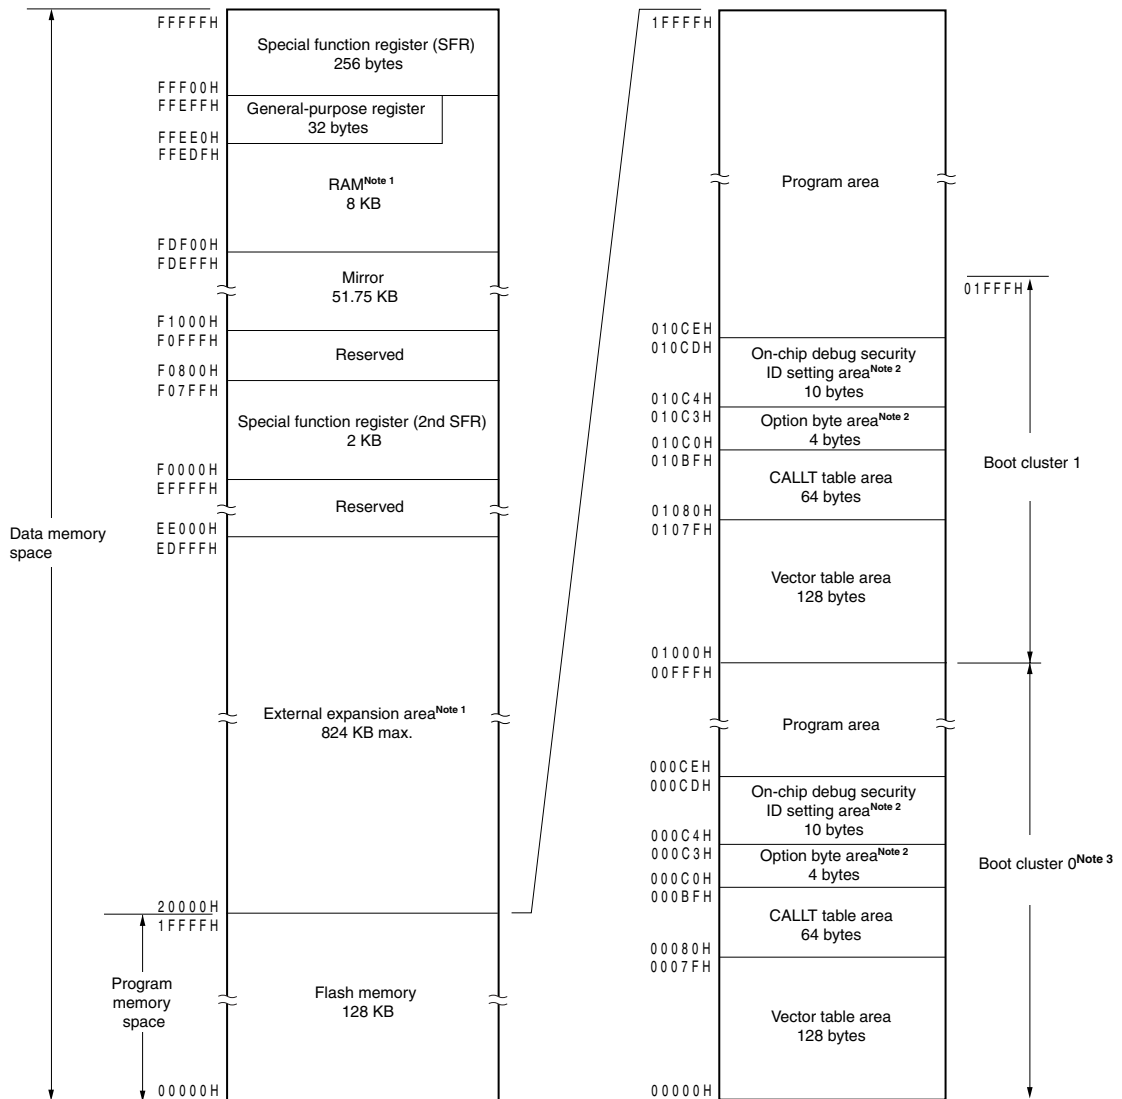 FFFFFH
Special function register (SFR)
256 bytes
FFF00H
FFEFFH
General-purpose register
32 bytes
FFEE0H
FFEDFH
RAMNote 1
8 KB
FDF00H
FDEFFH
Mirror
51.75 KB
F1000H
F0FFFH
Reserved
F0800H
F07FFH
Special function register (2nd SFR)
2 KB
F0000H
EFFFFH
Reserved
EE000H
EDFFFH
Data memory
space
External expansion areaNote 1
824 KB max.
20000H
1FFFFH
Program
memory
space
Flash memory
128 KB
00000H
1FFFFH
Program area
01FFFH
010CEH
010CDH
On-chip debug security
ID setting areaNote 2
10 bytes
010C4H
010C3H
Option byte areaNote 2
4 bytes
010C0H
010BFH
CALLT table area
64 bytes
Boot cluster 1
01080H
0107FH
Vector table area
128 bytes
01000H
00FFFH
Program area
000CEH
000CDH
On-chip debug security
ID setting areaNote 2
10 bytes
000C4H
000C3H
Option byte areaNote 2
4 bytes
Boot cluster 0Note 3
000C0H
000BFH
CALLT table area
64 bytes
00080H
0007FH
Vector table area
128 bytes
00000H